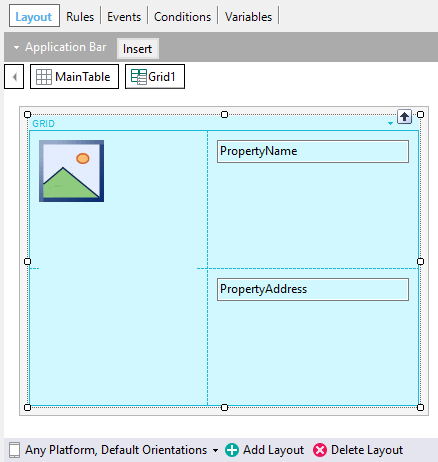 Layout Rules Events Conditions Variables
Application Bar Insert
MainTable Grid1
GRID
PropertyName
PropertyAddress
Any Platform, Default Orientations Add Layout Delete Layout